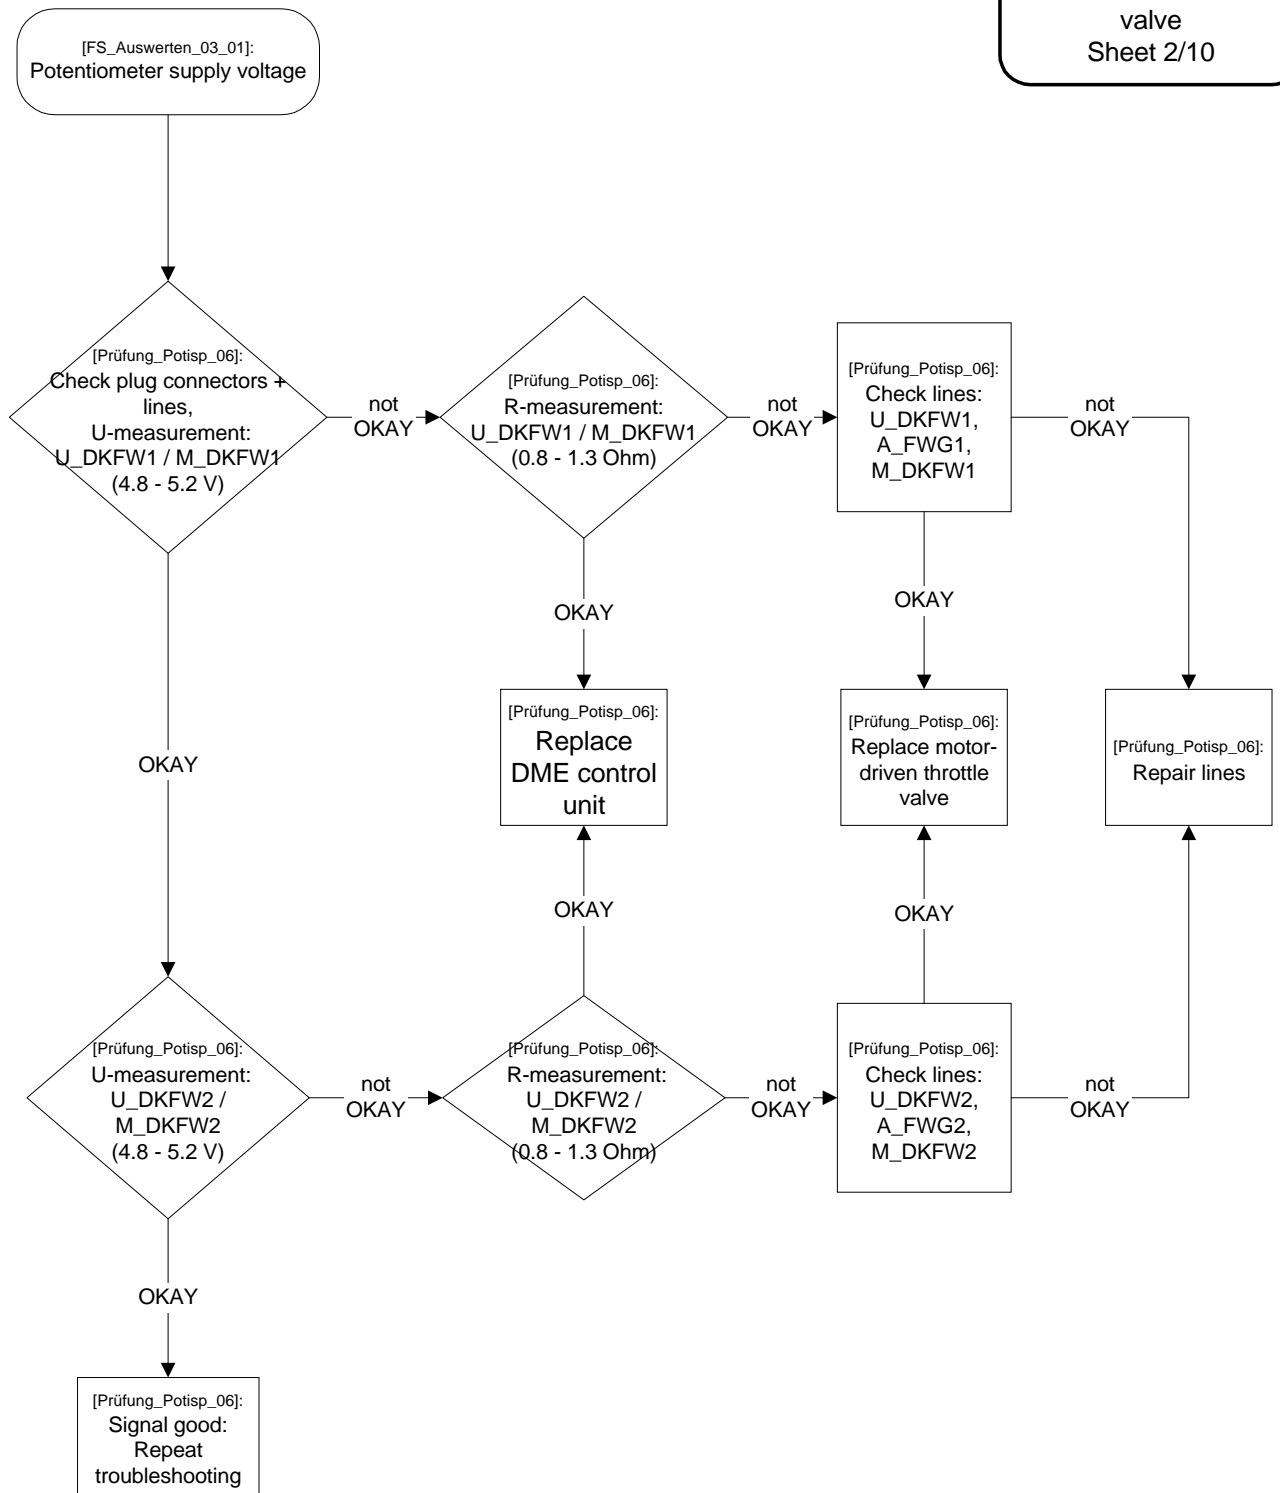 valve
Sheet 2/10
[FS_Auswerten_03_01]:
Potentiometer supply voltage
[Prüfung_Potisp_06]:
Check plug connectors +
lines,
U-measurement:
U_DKFW1 / M_DKFW1
(4.8 - 5.2 V)
not
OKAY
[Prüfung_Potisp_06]:
R-measurement:
U_DKFW1 / M_DKFW1
(0.8 - 1.3 Ohm)
not
OKAY
[Prüfung_Potisp_06]:
Check lines:
U_DKFW1,
A_FWG1,
M_DKFW1
not
OKAY
OKAY
OKAY
OKAY
[Prüfung_Potisp_06]:
Replace
DME control
unit
[Prüfung_Potisp_06]:
Replace motor-
driven throttle
valve
[Prüfung_Potisp_06]:
Repair lines
OKAY
OKAY
[Prüfung_Potisp_06]:
U-measurement:
U_DKFW2 /
M_DKFW2
(4.8 - 5.2 V)
not
OKAY
[Prüfung_Potisp_06]:
R-measurement:
U_DKFW2 /
M_DKFW2
(0.8 - 1.3 Ohm)
not
OKAY
[Prüfung_Potisp_06]:
Check lines:
U_DKFW2,
A_FWG2,
M_DKFW2
not
OKAY
OKAY
[Prüfung_Potisp_06]:
Signal good:
Repeat
troubleshooting